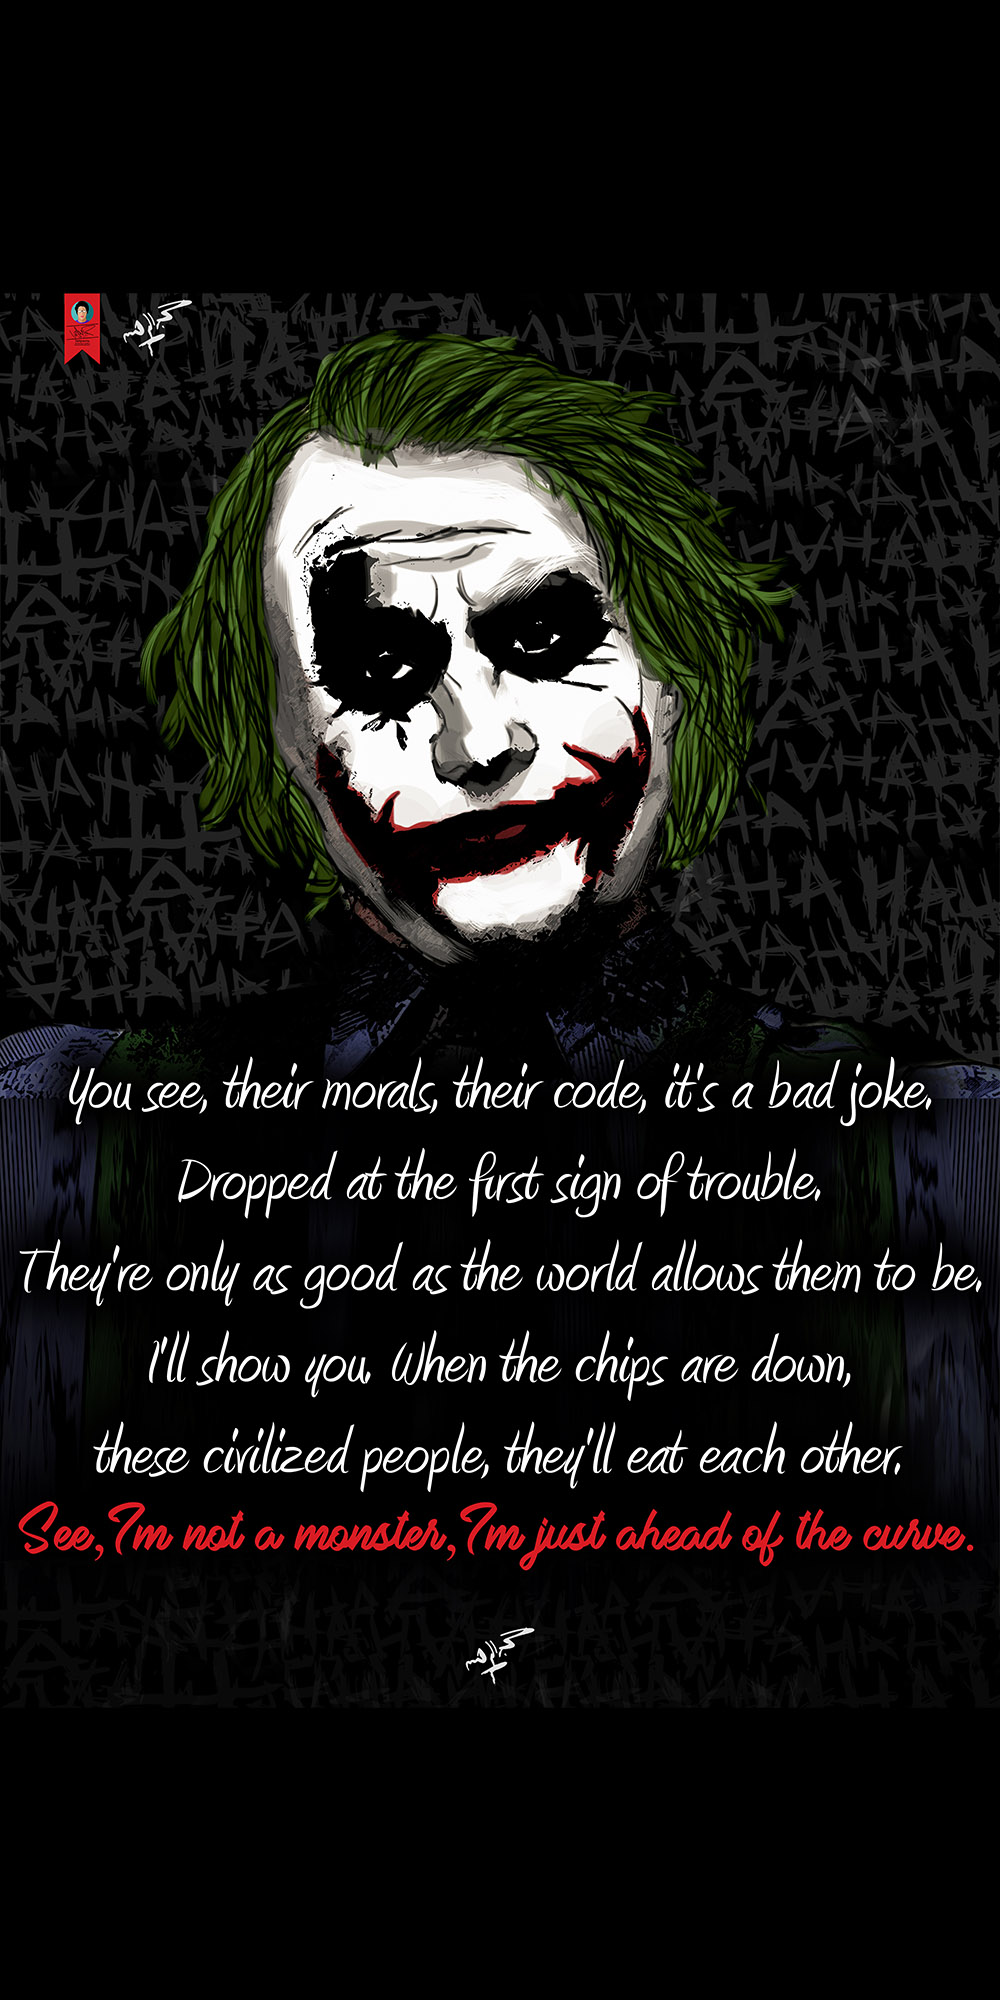 You see, their morals, their code, it's a bad joke.
Dropped at the first sign of trouble.
They're only as good as the world allows them to be.
I'll show you. When the chips are down,
these civilized people, they'll eat each other.
See, I'm not a monster, I'm just ahead of the curve.